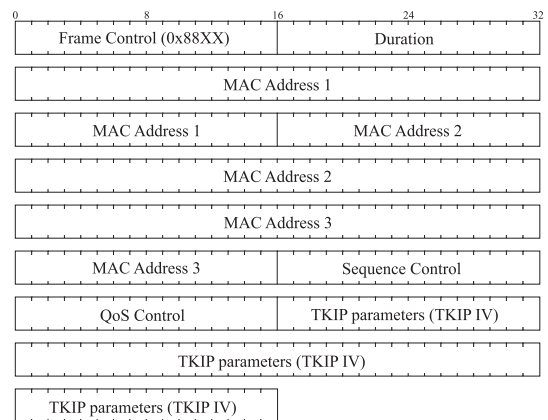 0 8 16 24 32
Frame Control (0x88XX) Duration
MAC Address 1
MAC Address 1 MAC Address 2
MAC Address 2
MAC Address 3
MAC Address 3 Sequence Control
QoS Control TKIP parameters (TKIP IV)
TKIP parameters (TKIP IV)
TKIP parameters (TKIP IV)